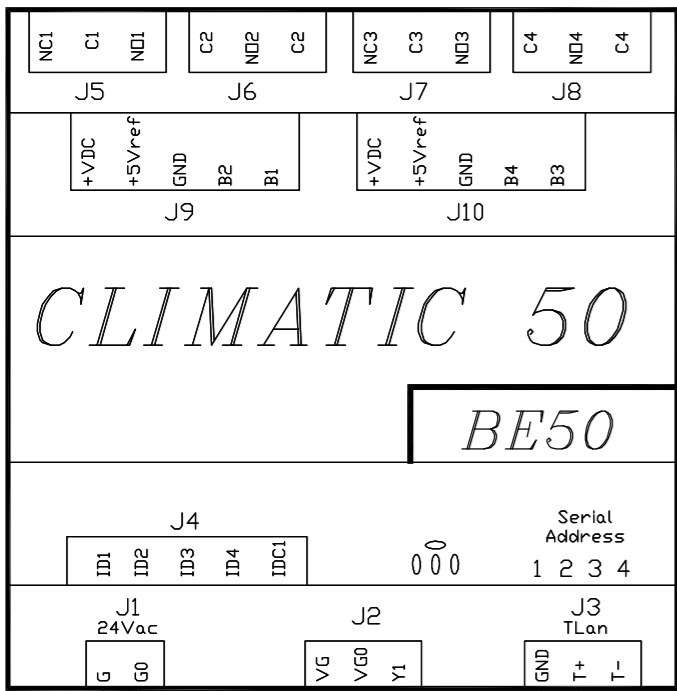 NC1 C1 NO1 C2 NO2 C2 NC3 C3 NO3 C4 NO4 C4
J5 J6 J7 J8
+VDC +5Vref GND B2 B1 +VDC +5Vref GND B4 B3
J9 J10
CLIMATIC 50
BE50
J4
Serial
Address
ID1 ID2 ID3 ID4 IDC1
1 2 3 4
J1 J2 J3
24Vac TLan
G G0 VG VG0 Y1 GND T+ T-